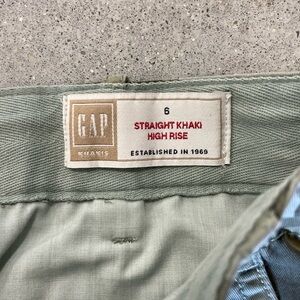 GAP
KHAKIS
6
STRAIGHT KHAKI
HIGH RISE
ESTABLISHED IN 1969